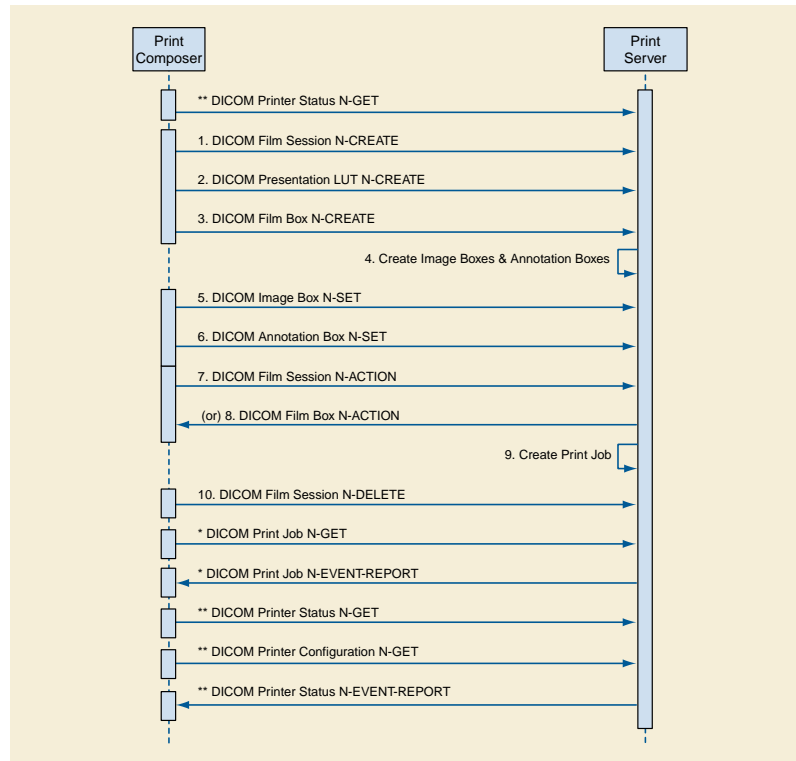 Print
Composer
Print
Server
** DICOM Printer Status N-GET
1. DICOM Film Session N-CREATE
2. DICOM Presentation LUT N-CREATE
3. DICOM Film Box N-CREATE
4. Create Image Boxes & Annotation Boxes
5. DICOM Image Box N-SET
6. DICOM Annotation Box N-SET
7. DICOM Film Session N-ACTION
(or) 8. DICOM Film Box N-ACTION
9. Create Print Job
10. DICOM Film Session N-DELETE
* DICOM Print Job N-GET
* DICOM Print Job N-EVENT-REPORT
** DICOM Printer Status N-GET
** DICOM Printer Configuration N-GET
** DICOM Printer Status N-EVENT-REPORT